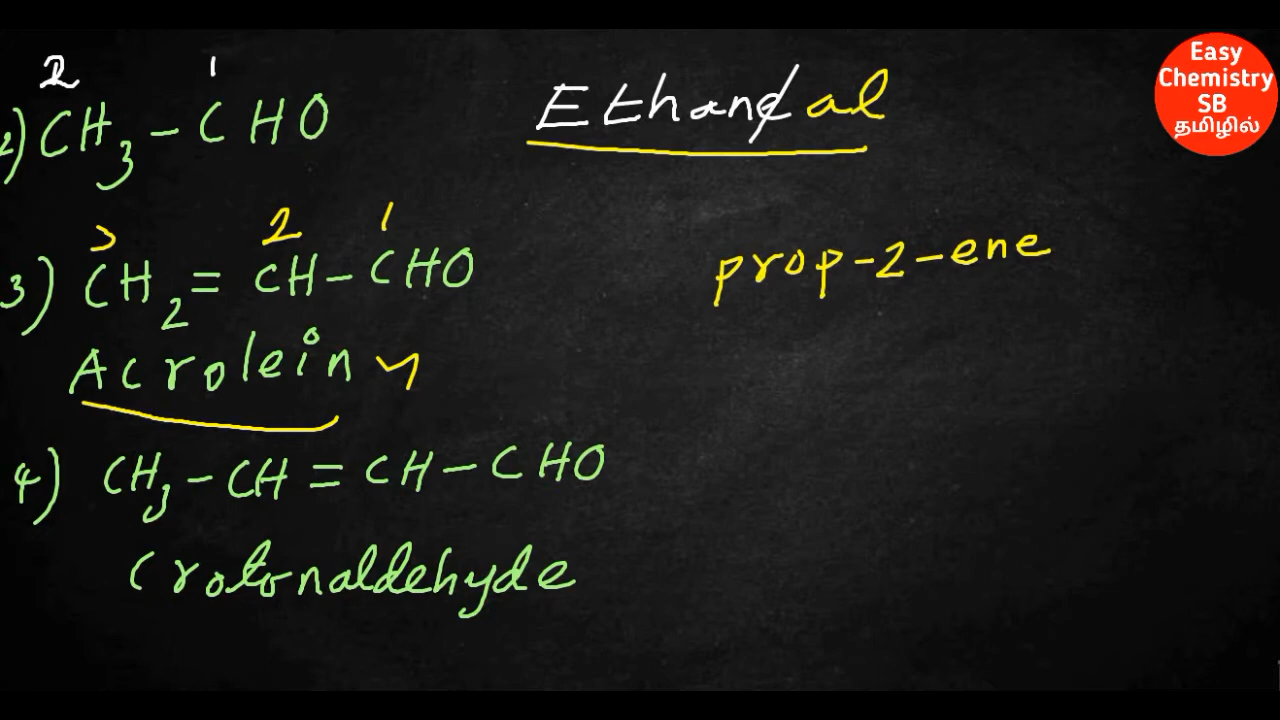 2 1
2) CH3 - CHO Ethaneal
3 2 1
3) CH2 = CH - CHO prop-2-ene
Acrolein
4) CH3 - CH = CH - CHO
Crotonaldehyde
Easy
Chemistry
SB
தமிழில்